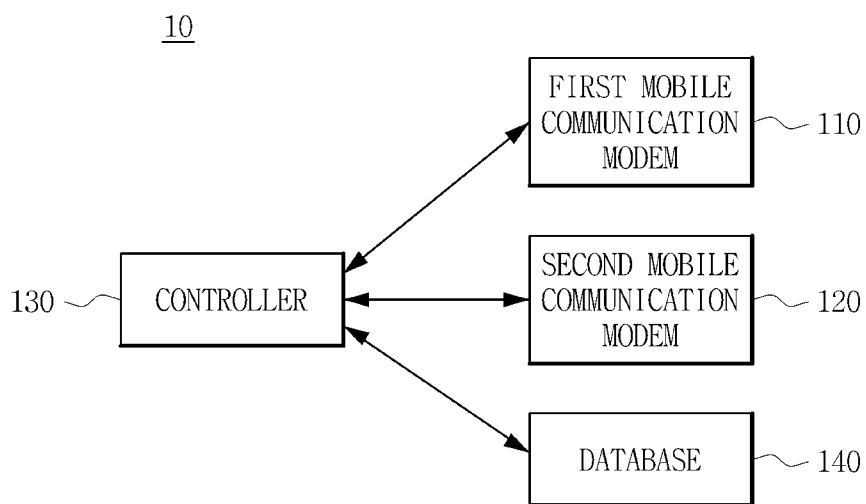 10
FIRST MOBILE
COMMUNICATION
MODEM
110
SECOND MOBILE
COMMUNICATION
MODEM
120
130
CONTROLLER
DATABASE
140